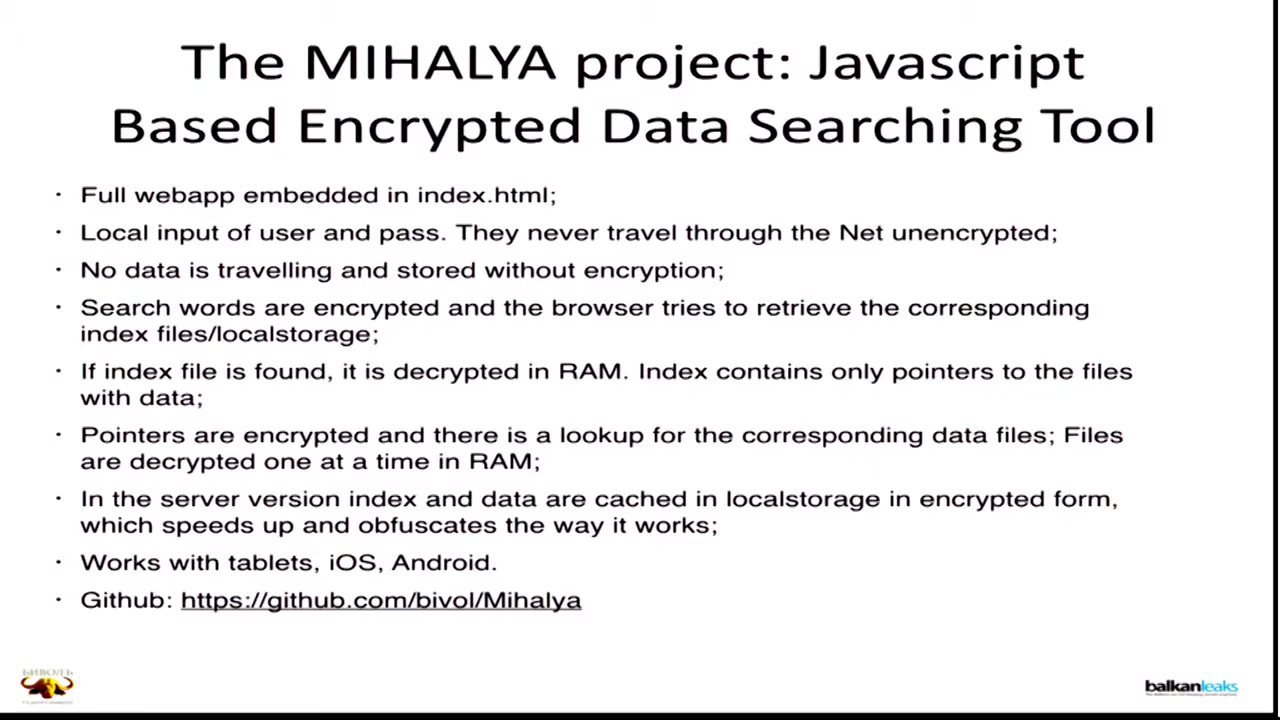 The MIHALYA project: Javascript
Based Encrypted Data Searching Tool
· Full webapp embedded in index.html;
· Local input of user and pass. They never travel through the Net unencrypted;
· No data is travelling and stored without encryption;
· Search words are encrypted and the browser tries to retrieve the corresponding
index files/localstorage;
· If index file is found, it is decrypted in RAM. Index contains only pointers to the files
with data;
· Pointers are encrypted and there is a lookup for the corresponding data files; Files
are decrypted one at a time in RAM;
· In the server version index and data are cached in localstorage in encrypted form,
which speeds up and obfuscates the way it works;
· Works with tablets, iOS, Android.
· Github: https://github.com/bivol/Mihalya
БИВОЛЪ
balkanleaks